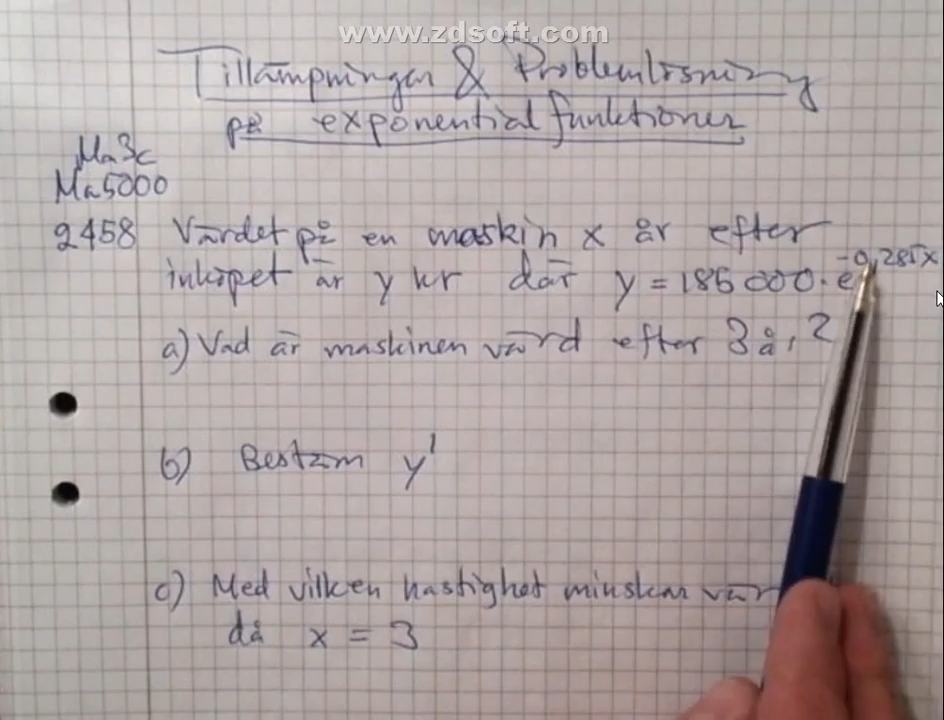 www.zdsoft.com
Tillämpningar & Problemlösning
på exponentialfunktioner
Ma3c
Ma5000
2458 Värdet på en maskin x år efter
inköpet är y kr där y = 185 000 · e^-0,285x
a) Vad är maskinen värd efter 3 år?
b) Bestäm y'
c) Med vilken hastighet minskar vär
då x = 3